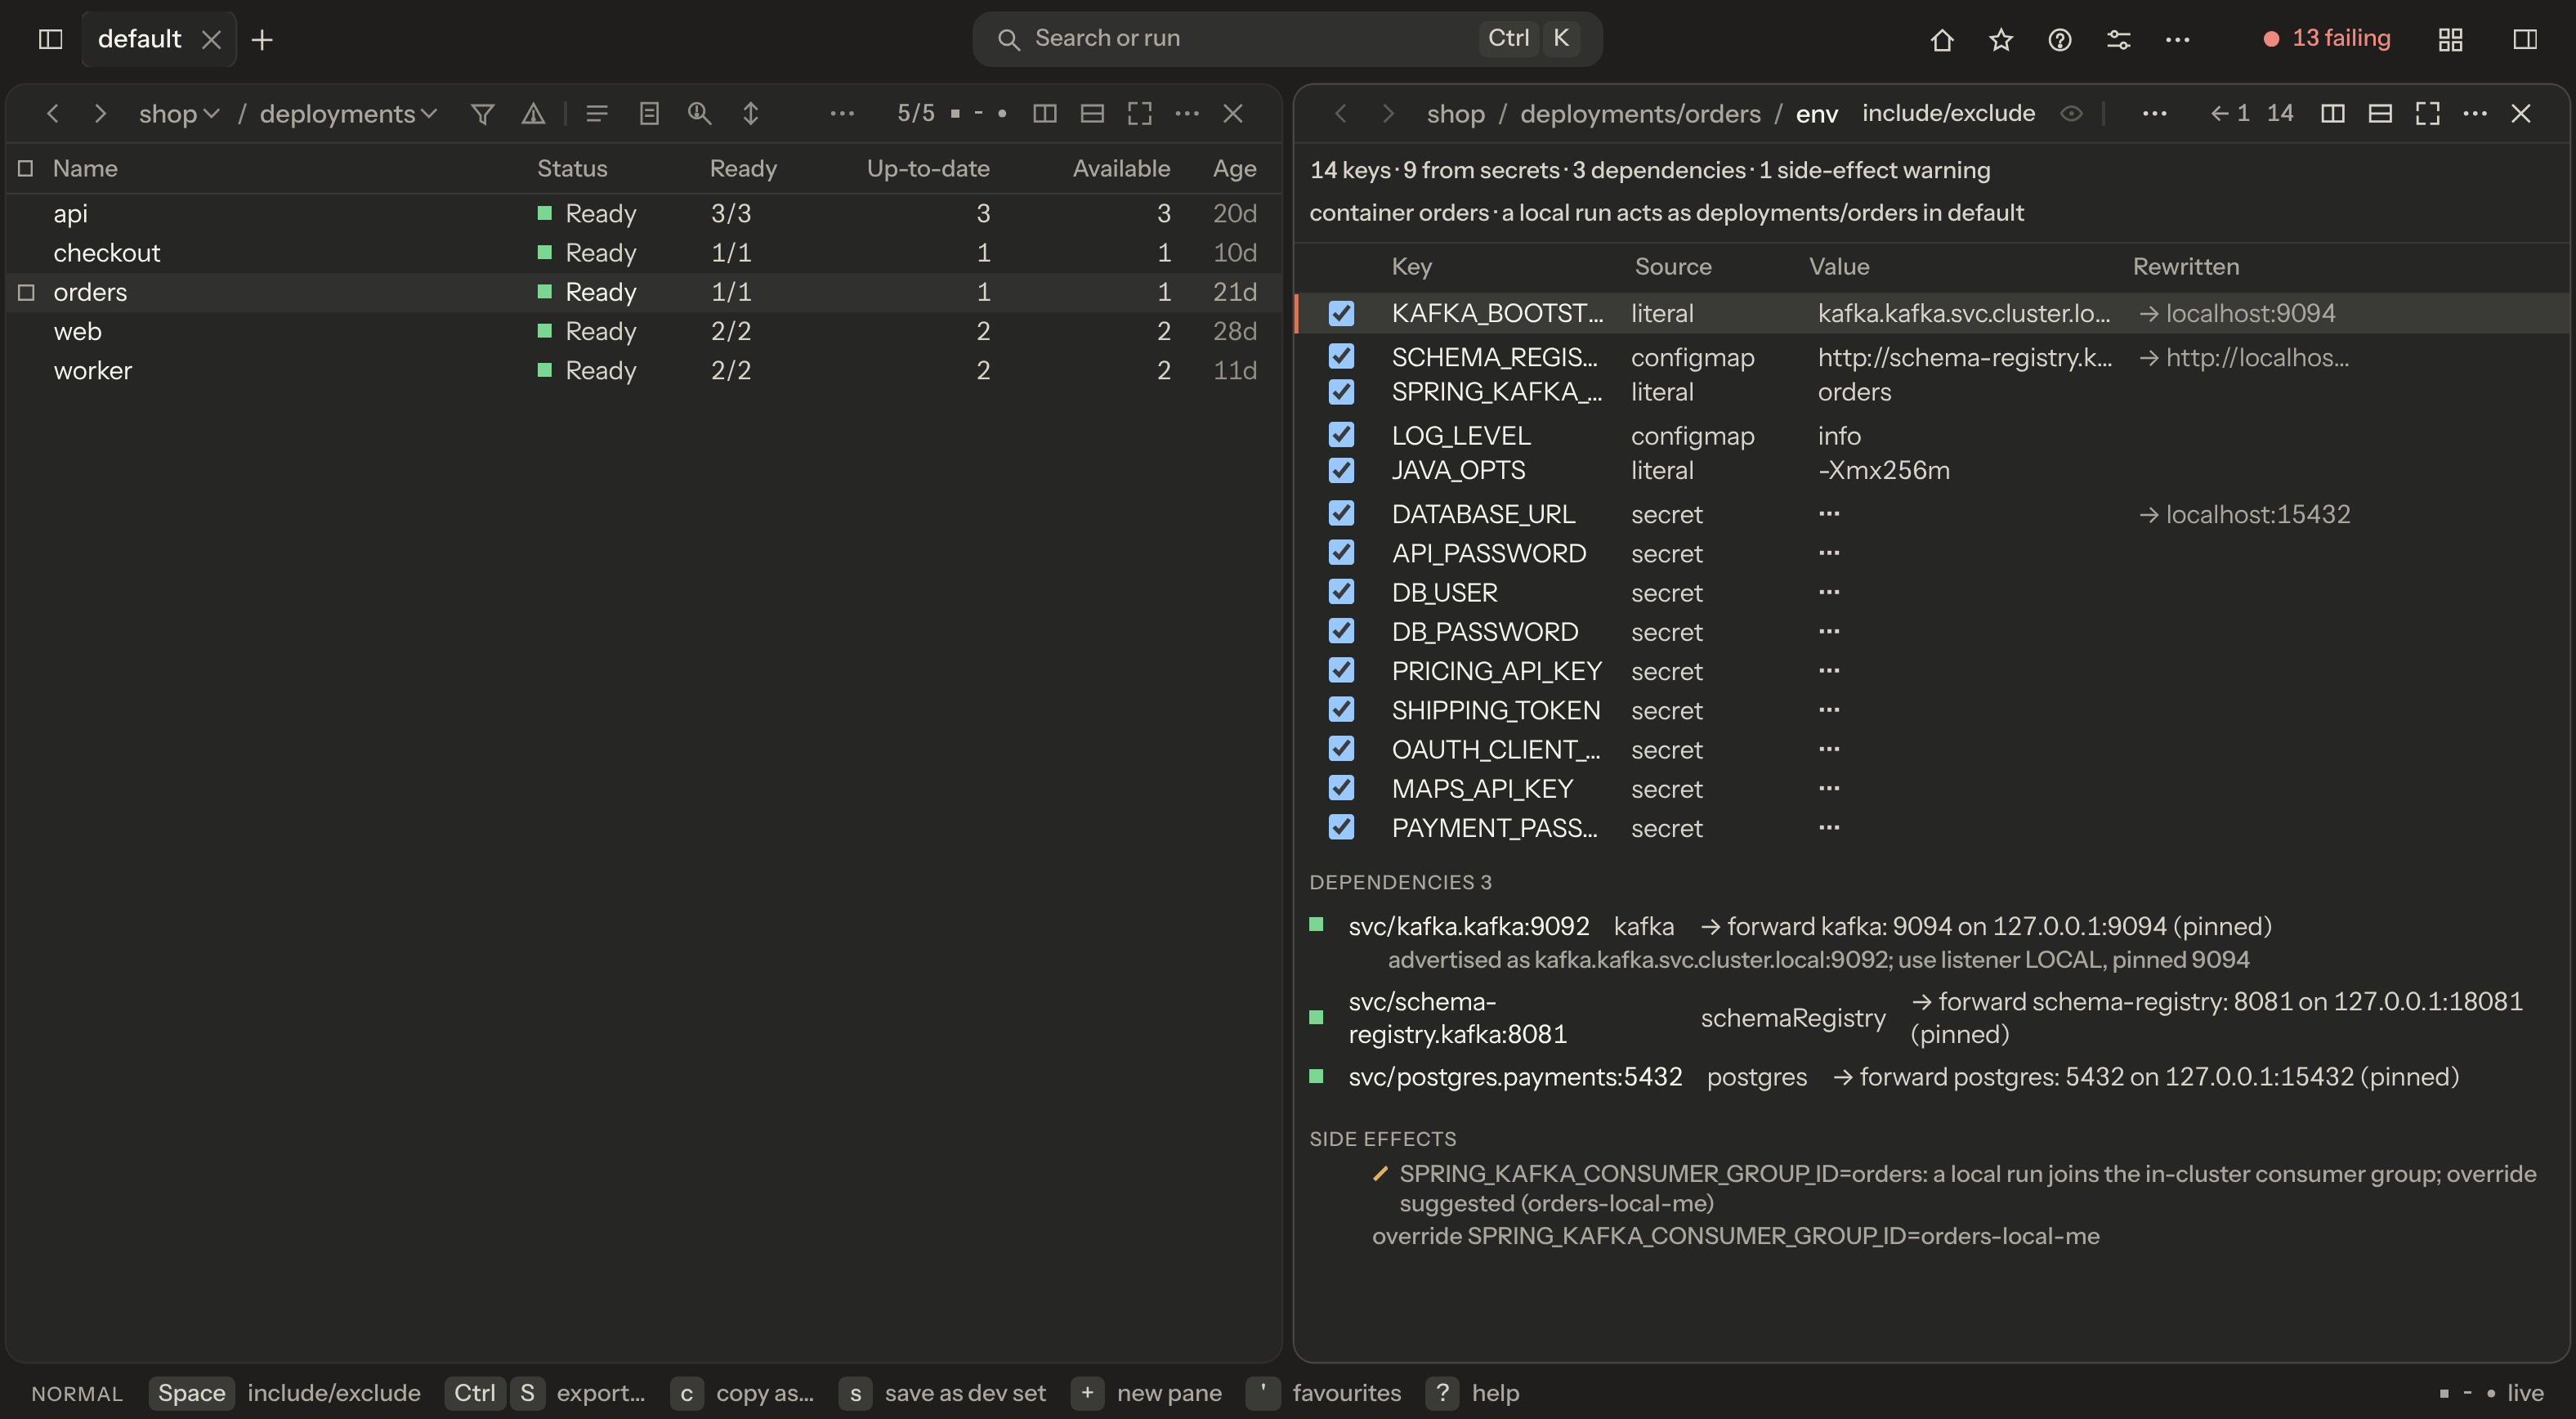 default
Search or run Ctrl K
13 failing
shop / deployments 5/5
Name Status Ready Up-to-date Available Age
api Ready 3/3 3 3 20d
checkout Ready 1/1 1 1 10d
orders Ready 1/1 1 1 21d
web Ready 2/2 2 2 28d
worker Ready 2/2 2 2 11d
shop / deployments/orders / env include/exclude ← 1 14
14 keys · 9 from secrets · 3 dependencies · 1 side-effect warning
container orders · a local run acts as deployments/orders in default
Key Source Value Rewritten
KAFKA_BOOTST... literal kafka.kafka.svc.cluster.lo... → localhost:9094
SCHEMA_REGIS... configmap http://schema-registry.k... → http://localhos...
SPRING_KAFKA_... literal orders
LOG_LEVEL configmap info
JAVA_OPTS literal -Xmx256m
DATABASE_URL secret ··· → localhost:15432
API_PASSWORD secret ···
DB_USER secret ···
DB_PASSWORD secret ···
PRICING_API_KEY secret ···
SHIPPING_TOKEN secret ···
OAUTH_CLIENT_... secret ···
MAPS_API_KEY secret ···
PAYMENT_PASS... secret ···
DEPENDENCIES 3
svc/kafka.kafka:9092 kafka → forward kafka: 9094 on 127.0.0.1:9094 (pinned)
advertised as kafka.kafka.svc.cluster.local:9092; use listener LOCAL, pinned 9094
svc/schema-
registry.kafka:8081 schemaRegistry → forward schema-registry: 8081 on 127.0.0.1:18081
(pinned)
svc/postgres.payments:5432 postgres → forward postgres: 5432 on 127.0.0.1:15432 (pinned)
SIDE EFFECTS
SPRING_KAFKA_CONSUMER_GROUP_ID=orders: a local run joins the in-cluster consumer group; override
suggested (orders-local-me)
override SPRING_KAFKA_CONSUMER_GROUP_ID=orders-local-me
NORMAL Space include/exclude Ctrl S export... c copy as... s save as dev set + new pane ' favourites ? help
live